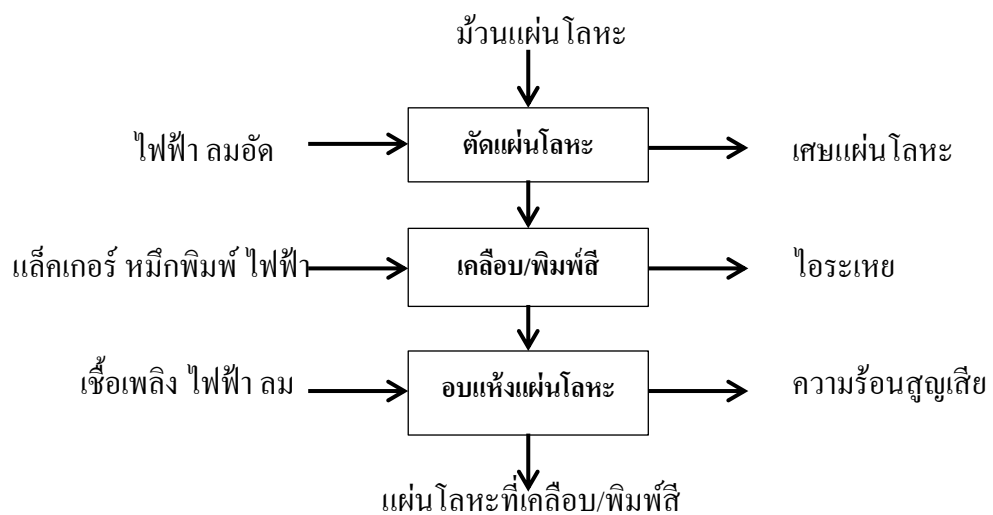 ม้วนแผ่นโลหะ
ไฟฟ้า ลมอัด
ตัดแผ่นโลหะ
เศษแผ่นโลหะ
แล็คเกอร์ หมึกพิมพ์ ไฟฟ้า
เคลือบ/พิมพ์สี
ไอระเหย
เชื้อเพลิง ไฟฟ้า ลม
อบแห้งแผ่นโลหะ
ความร้อนสูญเสีย
แผ่นโลหะที่เคลือบ/พิมพ์สี